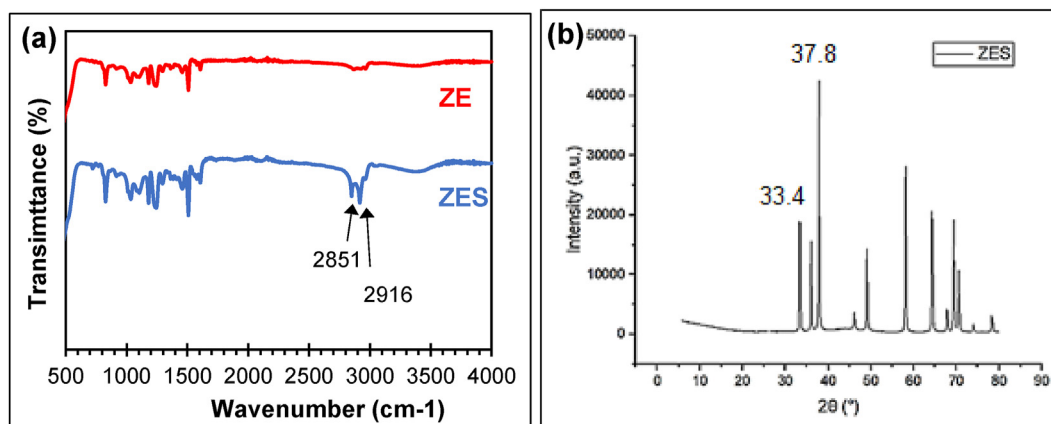 (a)
ZE
ZES
2851
2916
Transimttance (%)
500 1000 1500 2000 2500 3000 3500 4000
Wavenumber (cm-1)
(b)
50000
40000
30000
20000
10000
0
37.8
33.4
ZES
Intensity (a.u.)
0 10 20 30 40 50 60 70 80 90
2θ (°)